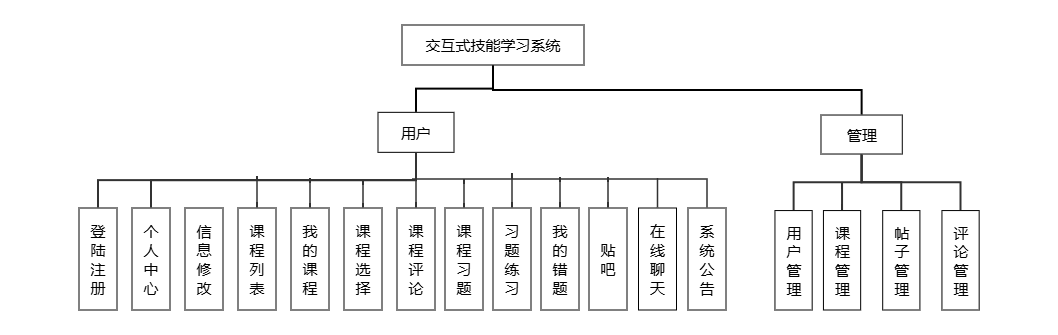 交互式技能学习系统
用户
管理
登陆注册
个人中心
信息修改
课程列表
我的课程
课程选择
课程评论
课程习题
习题练习
我的错题
贴吧
在线聊天
系统公告
用户管理
课程管理
帖子管理
评论管理